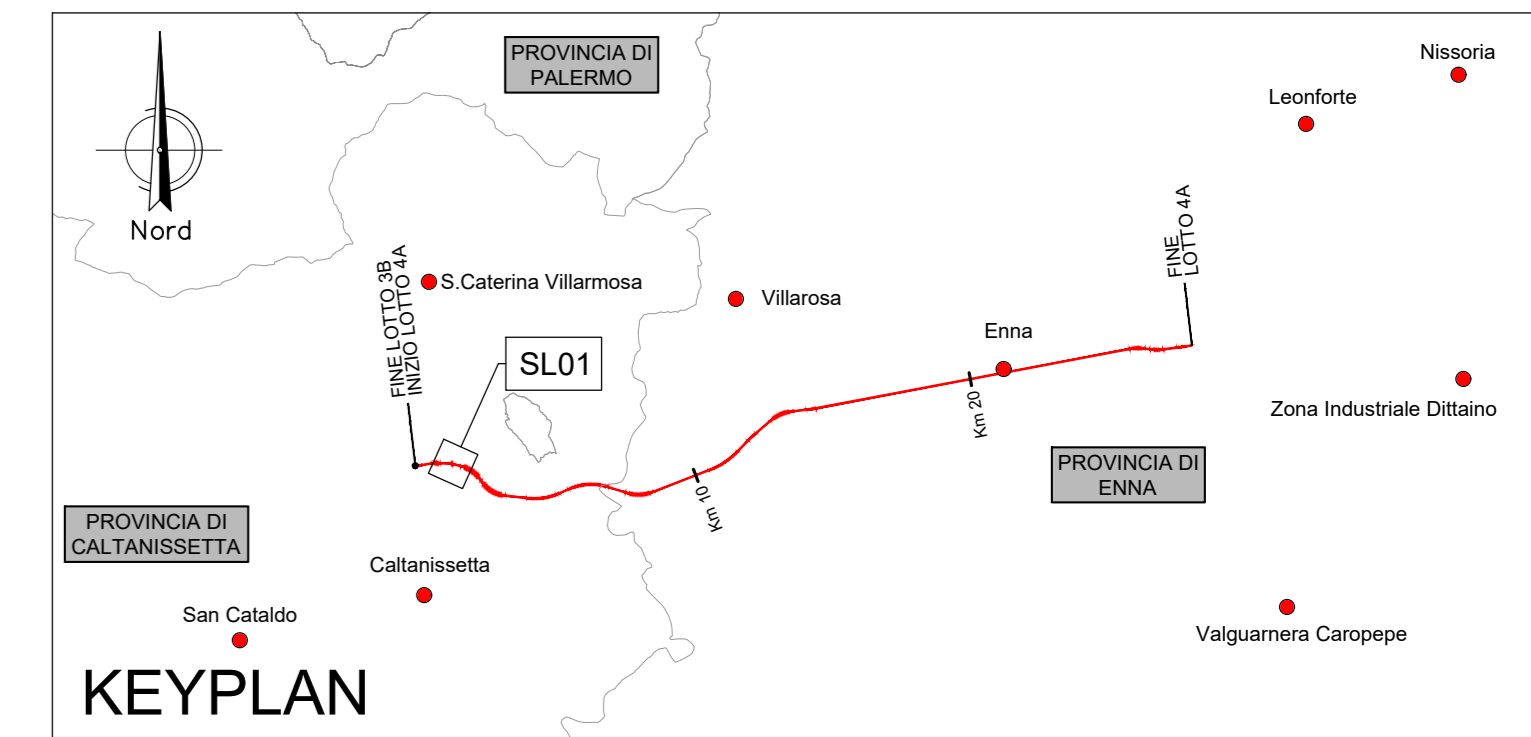 PROVINCIA DI
PALERMO
Nissoria
Leonforte
Nord
FINE LOTTO 3B
INIZIO LOTTO 4A
S.Caterina Villarmosa
Villarosa
FINE
LOTTO 4A
SL01
Enna
Km 20
Zona Industriale Dittaino
Km 10
PROVINCIA DI
ENNA
PROVINCIA DI
CALTANISSETTA
Caltanissetta
San Cataldo
Valguarnera Caropepe
KEYPLAN